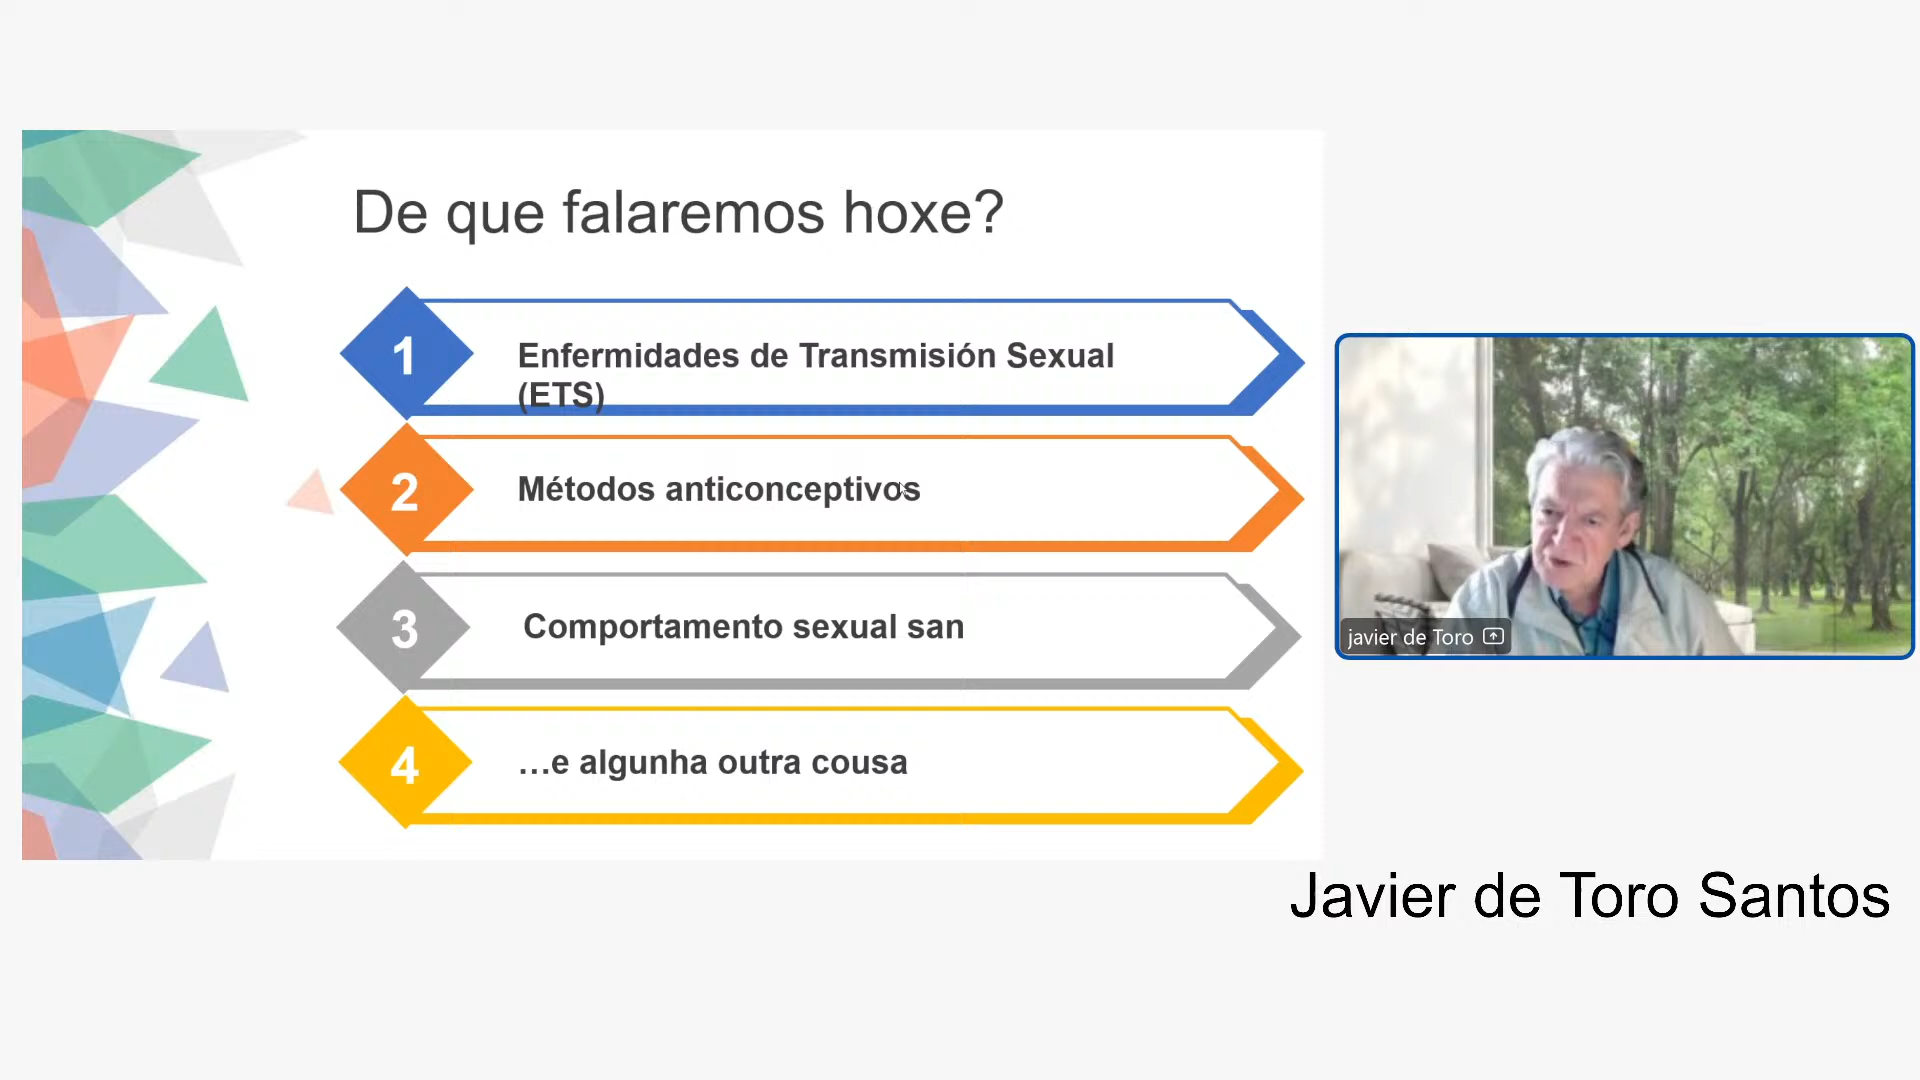 De que falaremos hoxe?
1
Enfermidades de Transmisión Sexual
(ETS)
2
Métodos anticonceptivos
3
Comportamento sexual san
4
...e algunha outra cousa
javier de Toro
Javier de Toro Santos